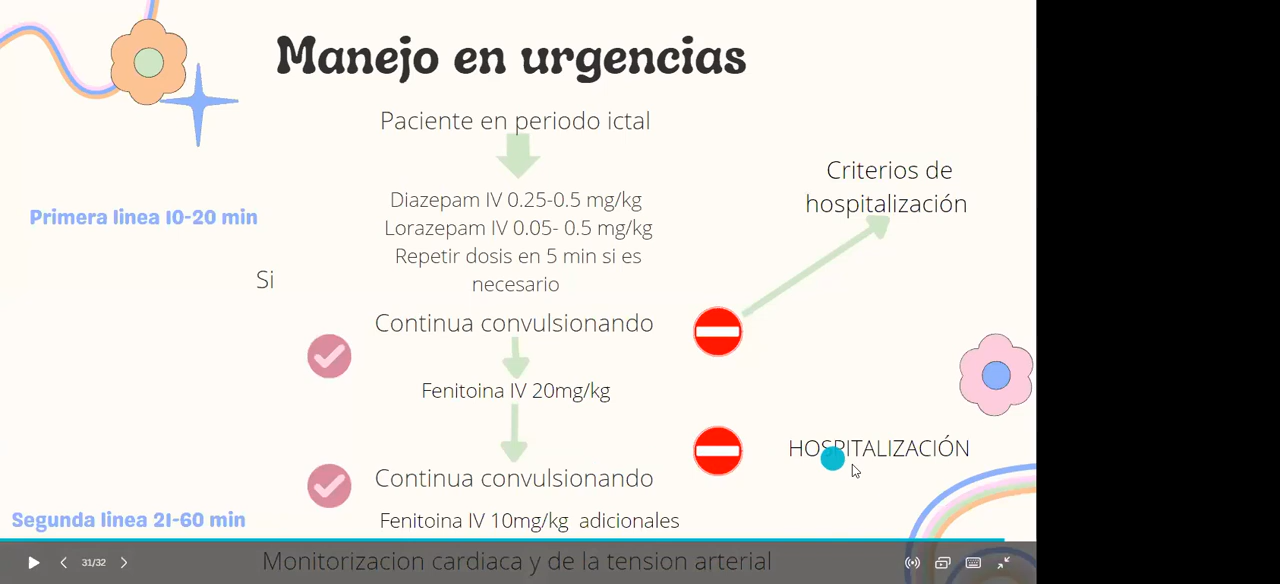 Manejo en urgencias
Paciente en periodo ictal
Criterios de
hospitalización
Primera linea 10-20 min
Diazepam IV 0.25-0.5 mg/kg
Lorazepam IV 0.05- 0.5 mg/kg
Repetir dosis en 5 min si es
necesario
Si
Continua convulsionando
Fenitoina IV 20mg/kg
HOSPITALIZACIÓN
Continua convulsionando
Segunda linea 21-60 min
Fenitoina IV 10mg/kg adicionales
Monitorizacion cardiaca y de la tension arterial
31/32